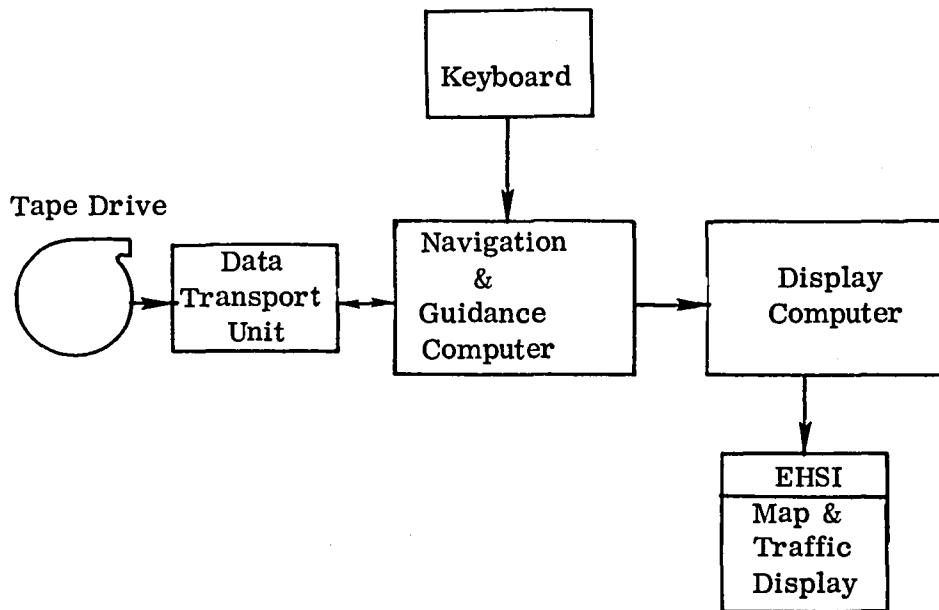 Keyboard
Tape Drive
Data
Transport
Unit
Navigation
&
Guidance
Computer
Display
Computer
EHSI
Map &
Traffic
Display